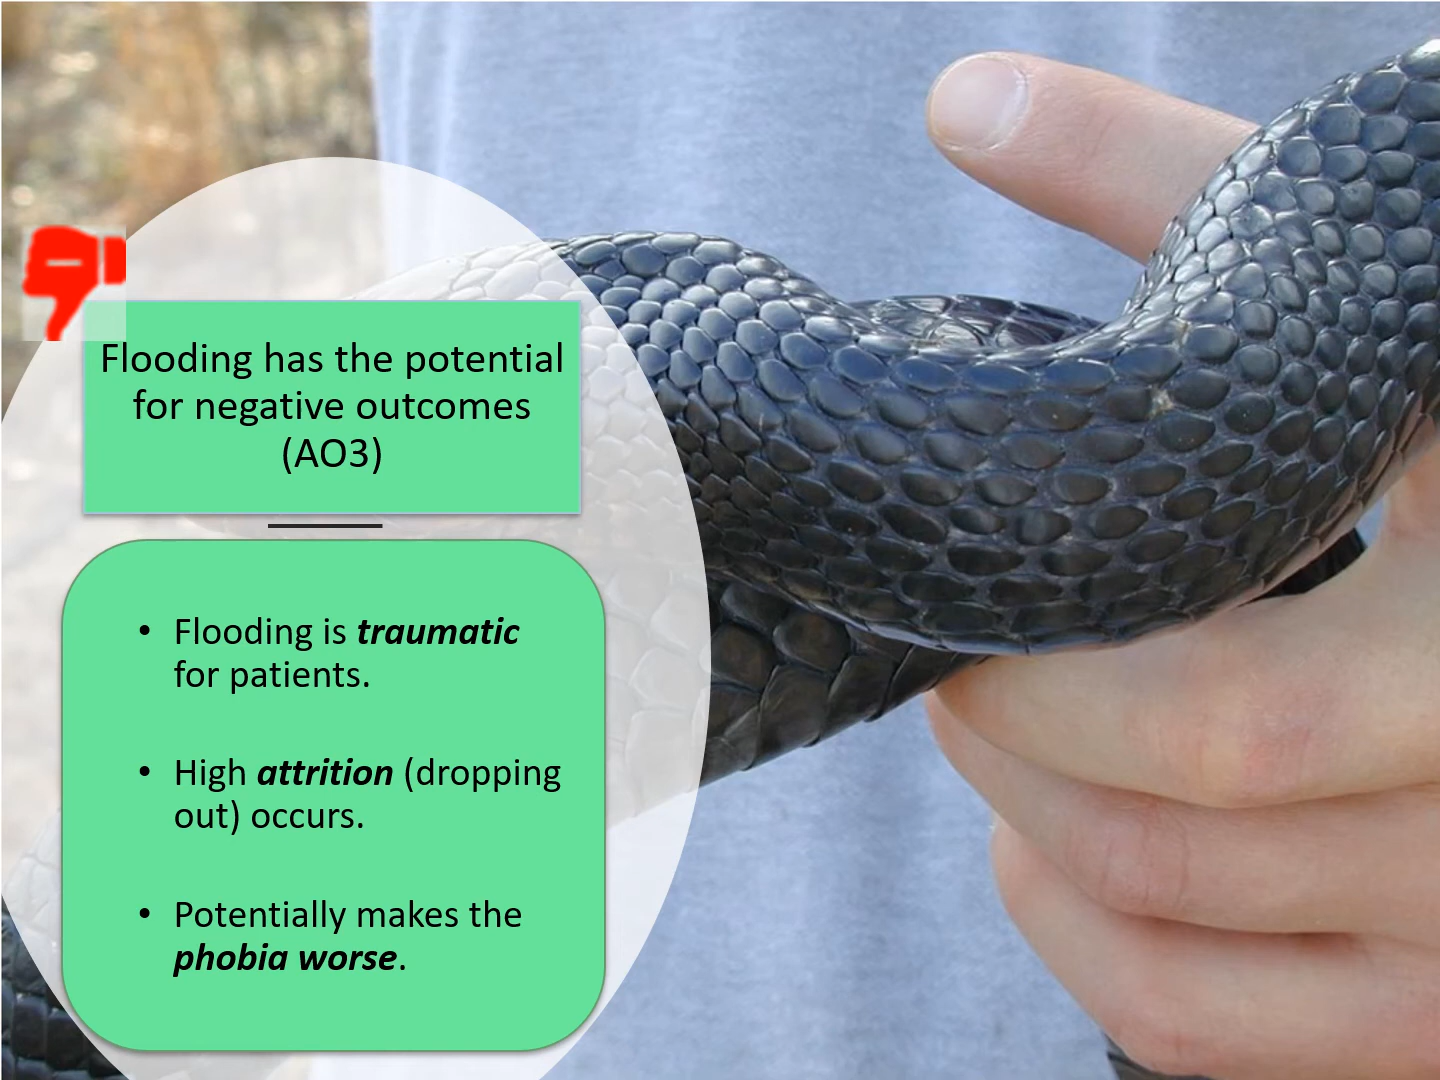 Flooding has the potential
for negative outcomes
(AO3)
• Flooding is traumatic
for patients.
• High attrition (dropping
out) occurs.
• Potentially makes the
phobia worse.